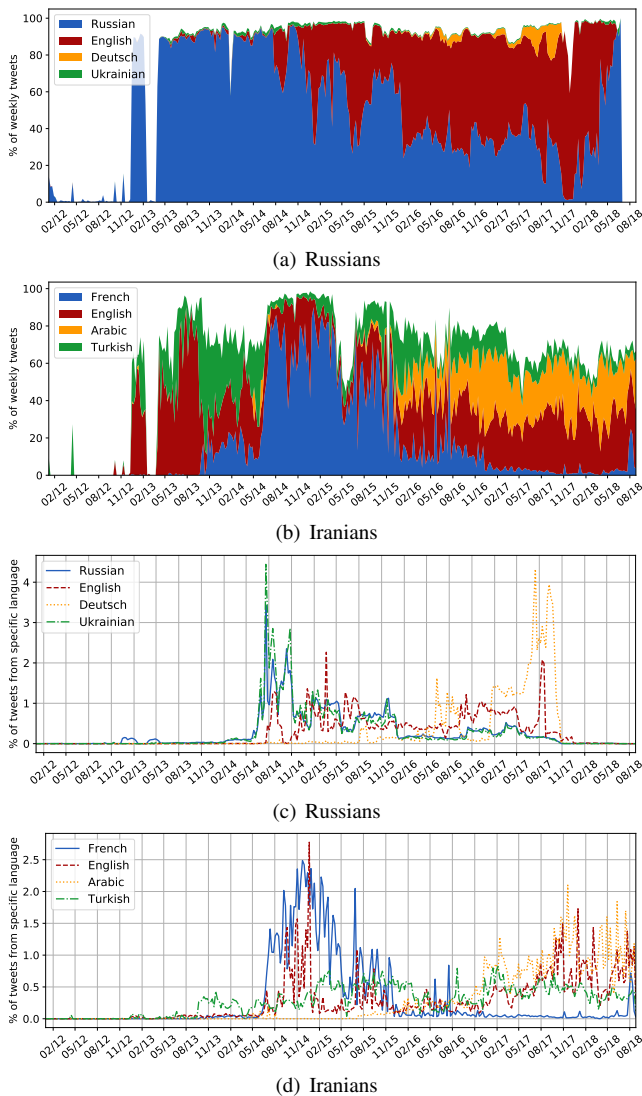 % of weekly tweets
100
80
60
40
20
0
Russian
English
Deutsch
Ukrainian
02/12 05/12 08/12 11/12 02/13 05/13 08/13 11/13 02/14 05/14 08/14 11/14 02/15 05/15 08/15 11/15 02/16 05/16 08/16 11/16 02/17 05/17 08/17 11/17 02/18 05/18 08/18
(a) Russians
% of weekly tweets
100
80
60
40
20
0
French
English
Arabic
Turkish
02/12 05/12 08/12 11/12 02/13 05/13 08/13 11/13 02/14 05/14 08/14 11/14 02/15 05/15 08/15 11/15 02/16 05/16 08/16 11/16 02/17 05/17 08/17 11/17 02/18 05/18 08/18
(b) Iranians
% of tweets from specific language
4
3
2
1
0
Russian
English
Deutsch
Ukrainian
02/12 05/12 08/12 11/12 02/13 05/13 08/13 11/13 02/14 05/14 08/14 11/14 02/15 05/15 08/15 11/15 02/16 05/16 08/16 11/16 02/17 05/17 08/17 11/17 02/18 05/18 08/18
(c) Russians
% of tweets from specific language
2.5
2.0
1.5
1.0
0.5
0.0
French
English
Arabic
Turkish
02/12 05/12 08/12 11/12 02/13 05/13 08/13 11/13 02/14 05/14 08/14 11/14 02/15 05/15 08/15 11/15 02/16 05/16 08/16 11/16 02/17 05/17 08/17 11/17 02/18 05/18 08/18
(d) Iranians